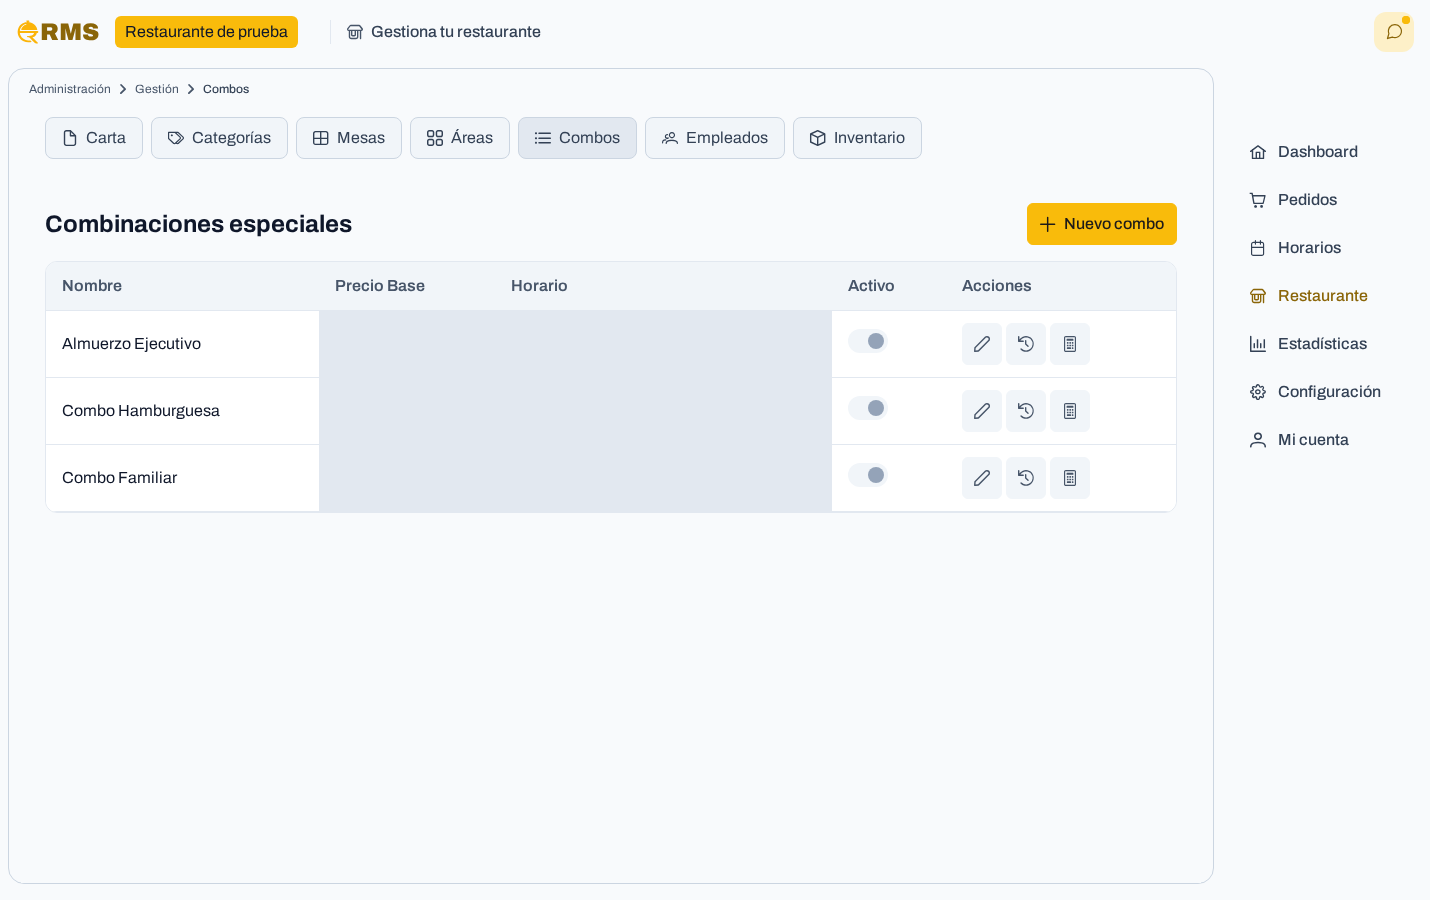 RMS Restaurante de prueba Gestiona tu restaurante
Administración Gestión Combos
Carta Categorías Mesas Áreas Combos Empleados Inventario
Combinaciones especiales
Nuevo combo
Nombre Precio Base Horario Activo Acciones
Almuerzo Ejecutivo
Combo Hamburguesa
Combo Familiar
Dashboard
Pedidos
Horarios
Restaurante
Estadísticas
Configuración
Mi cuenta